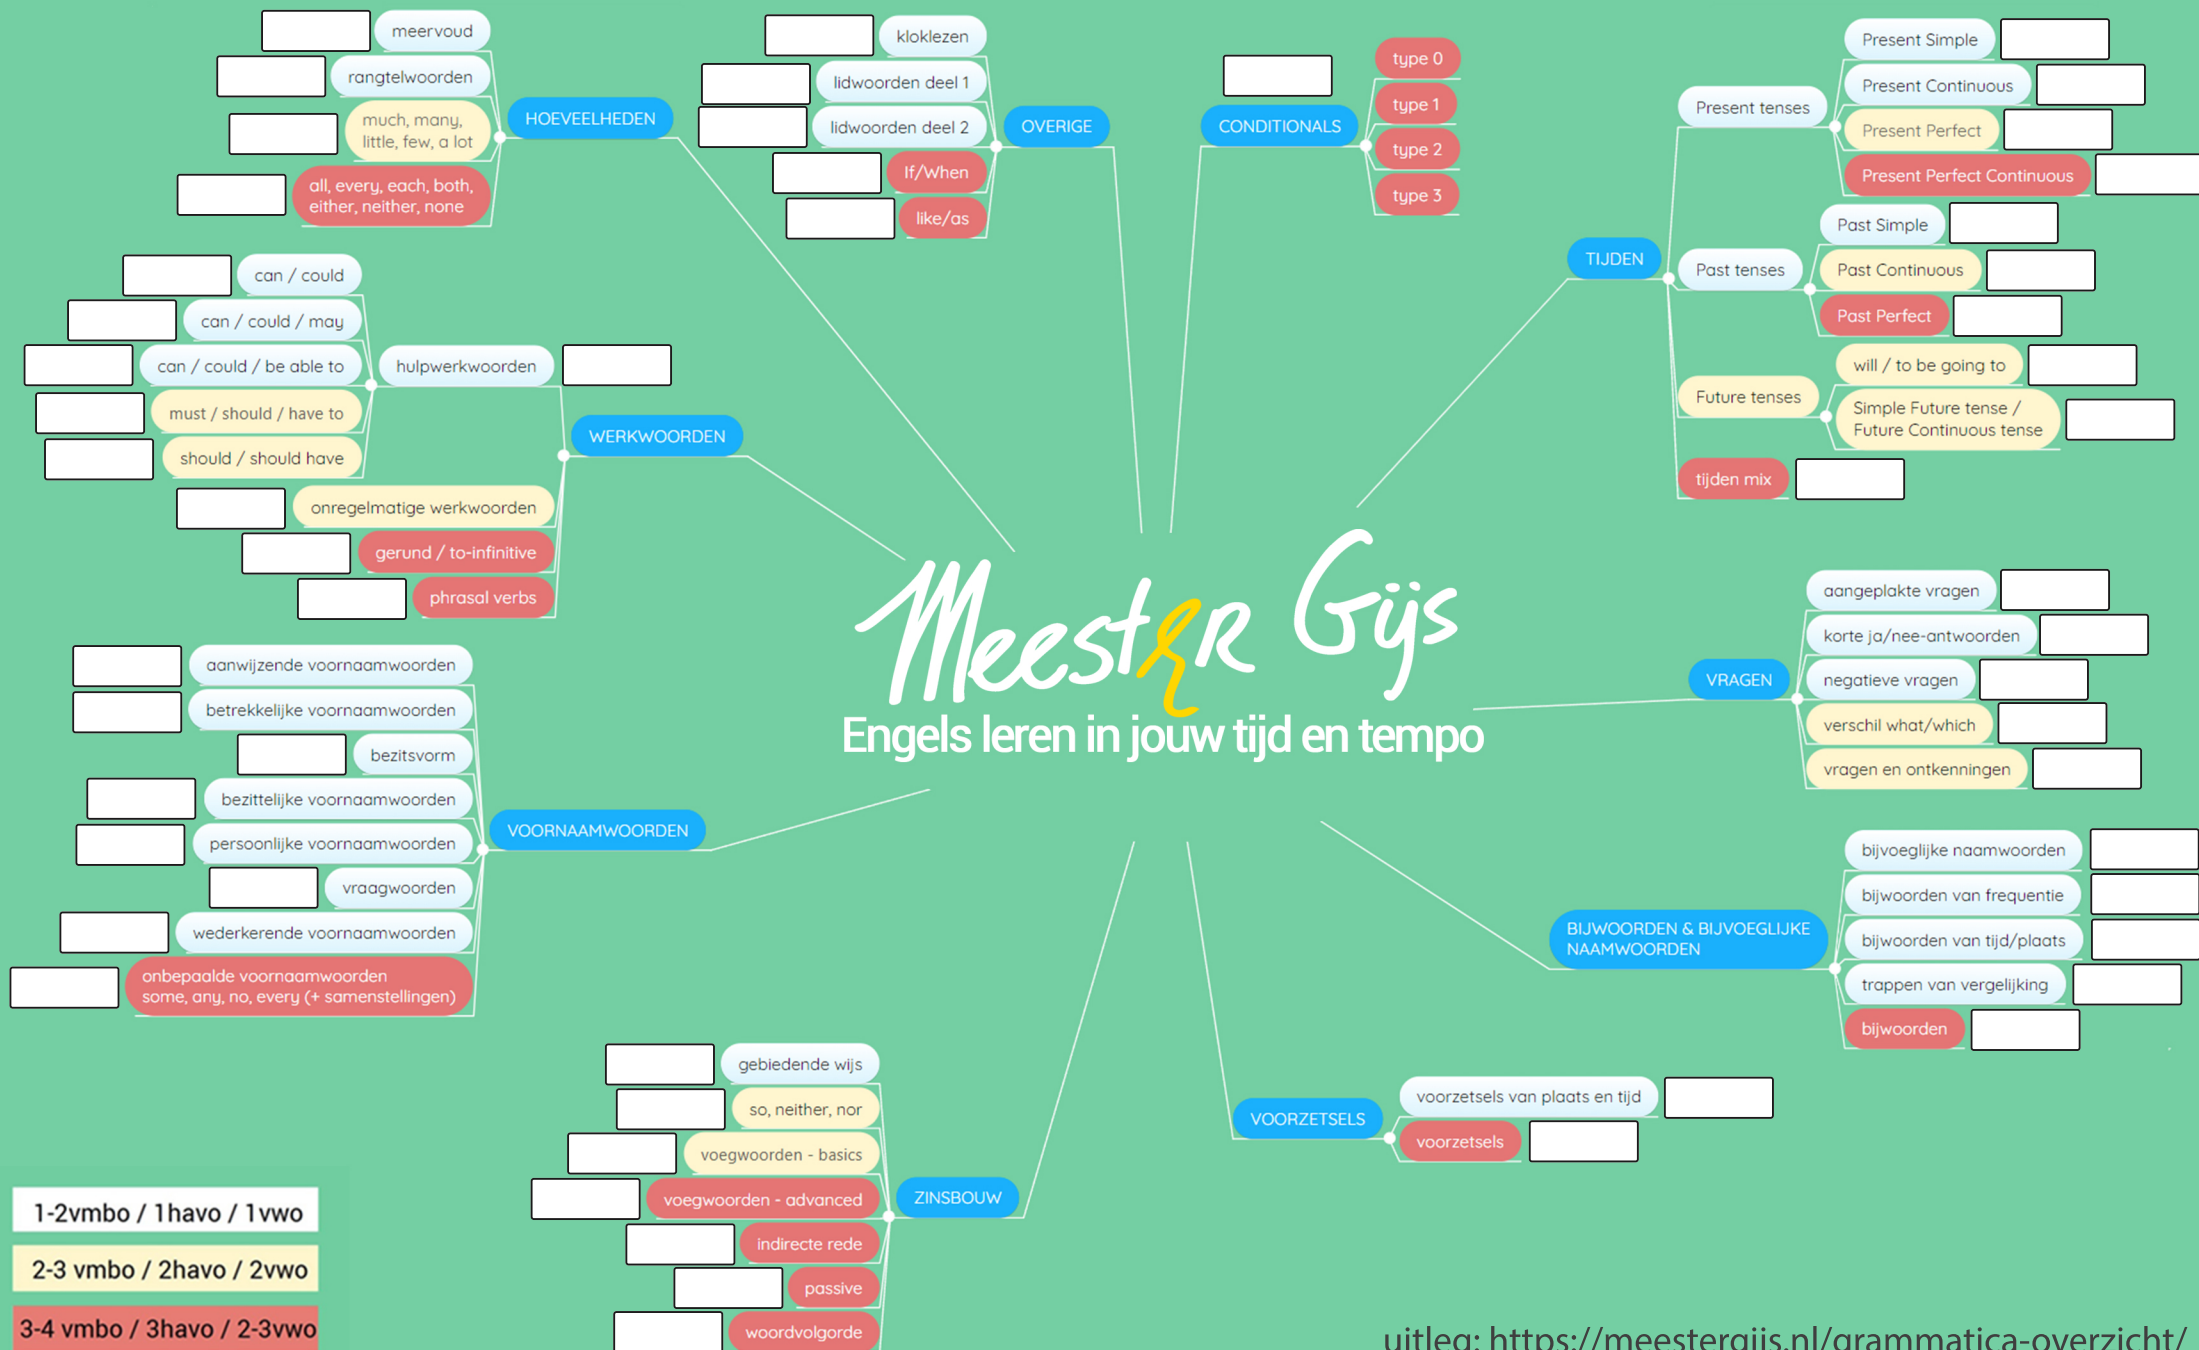 meervoud
rangtelwoorden
much, many,
little, few, a lot
all, every, each, both,
either, neither, none
HOEVEELHEDEN
kloklezen
lidwoorden deel 1
lidwoorden deel 2
If/When
like/as
OVERIGE
CONDITIONALS
type 0
type 1
type 2
type 3
TIJDEN
Present tenses
Present Simple
Present Continuous
Present Perfect
Present Perfect Continuous
Past tenses
Past Simple
Past Continuous
Past Perfect
Future tenses
will / to be going to
Simple Future tense /
Future Continuous tense
tijden mix
can / could
can / could / may
can / could / be able to
must / should / have to
should / should have
hulpwerkwoorden
WERKWOORDEN
onregelmatige werkwoorden
gerund / to-infinitive
phrasal verbs
Meester Gijs
Engels leren in jouw tijd en tempo
VRAGEN
aangeplakte vragen
korte ja/nee-antwoorden
negatieve vragen
verschil what/which
vragen en ontkenningen
aanwijzende voornaamwoorden
betrekkelijke voornaamwoorden
bezitsvorm
bezittelijke voornaamwoorden
persoonlijke voornaamwoorden
vraagwoorden
wederkerende voornaamwoorden
onbepaalde voornaamwoorden
some, any, no, every (+ samenstellingen)
VOORNAAMWOORDEN
BIJWOORDEN & BIJVOEGLIJKE
NAAMWOORDEN
bijvoeglijke naamwoorden
bijwoorden van frequentie
bijwoorden van tijd/plaats
trappen van vergelijking
bijwoorden
gebiedende wijs
so, neither, nor
voegwoorden - basics
voegwoorden - advanced
indirecte rede
passive
woordvolgorde
ZINSBOUW
VOORZETSELS
voorzetsels van plaats en tijd
voorzetsels
1-2vmbo / 1havo / 1vwo
2-3 vmbo / 2havo / 2vwo
3-4 vmbo / 3havo / 2-3vwo
uitleg: https://meestergijs.nl/grammatica-overzicht/